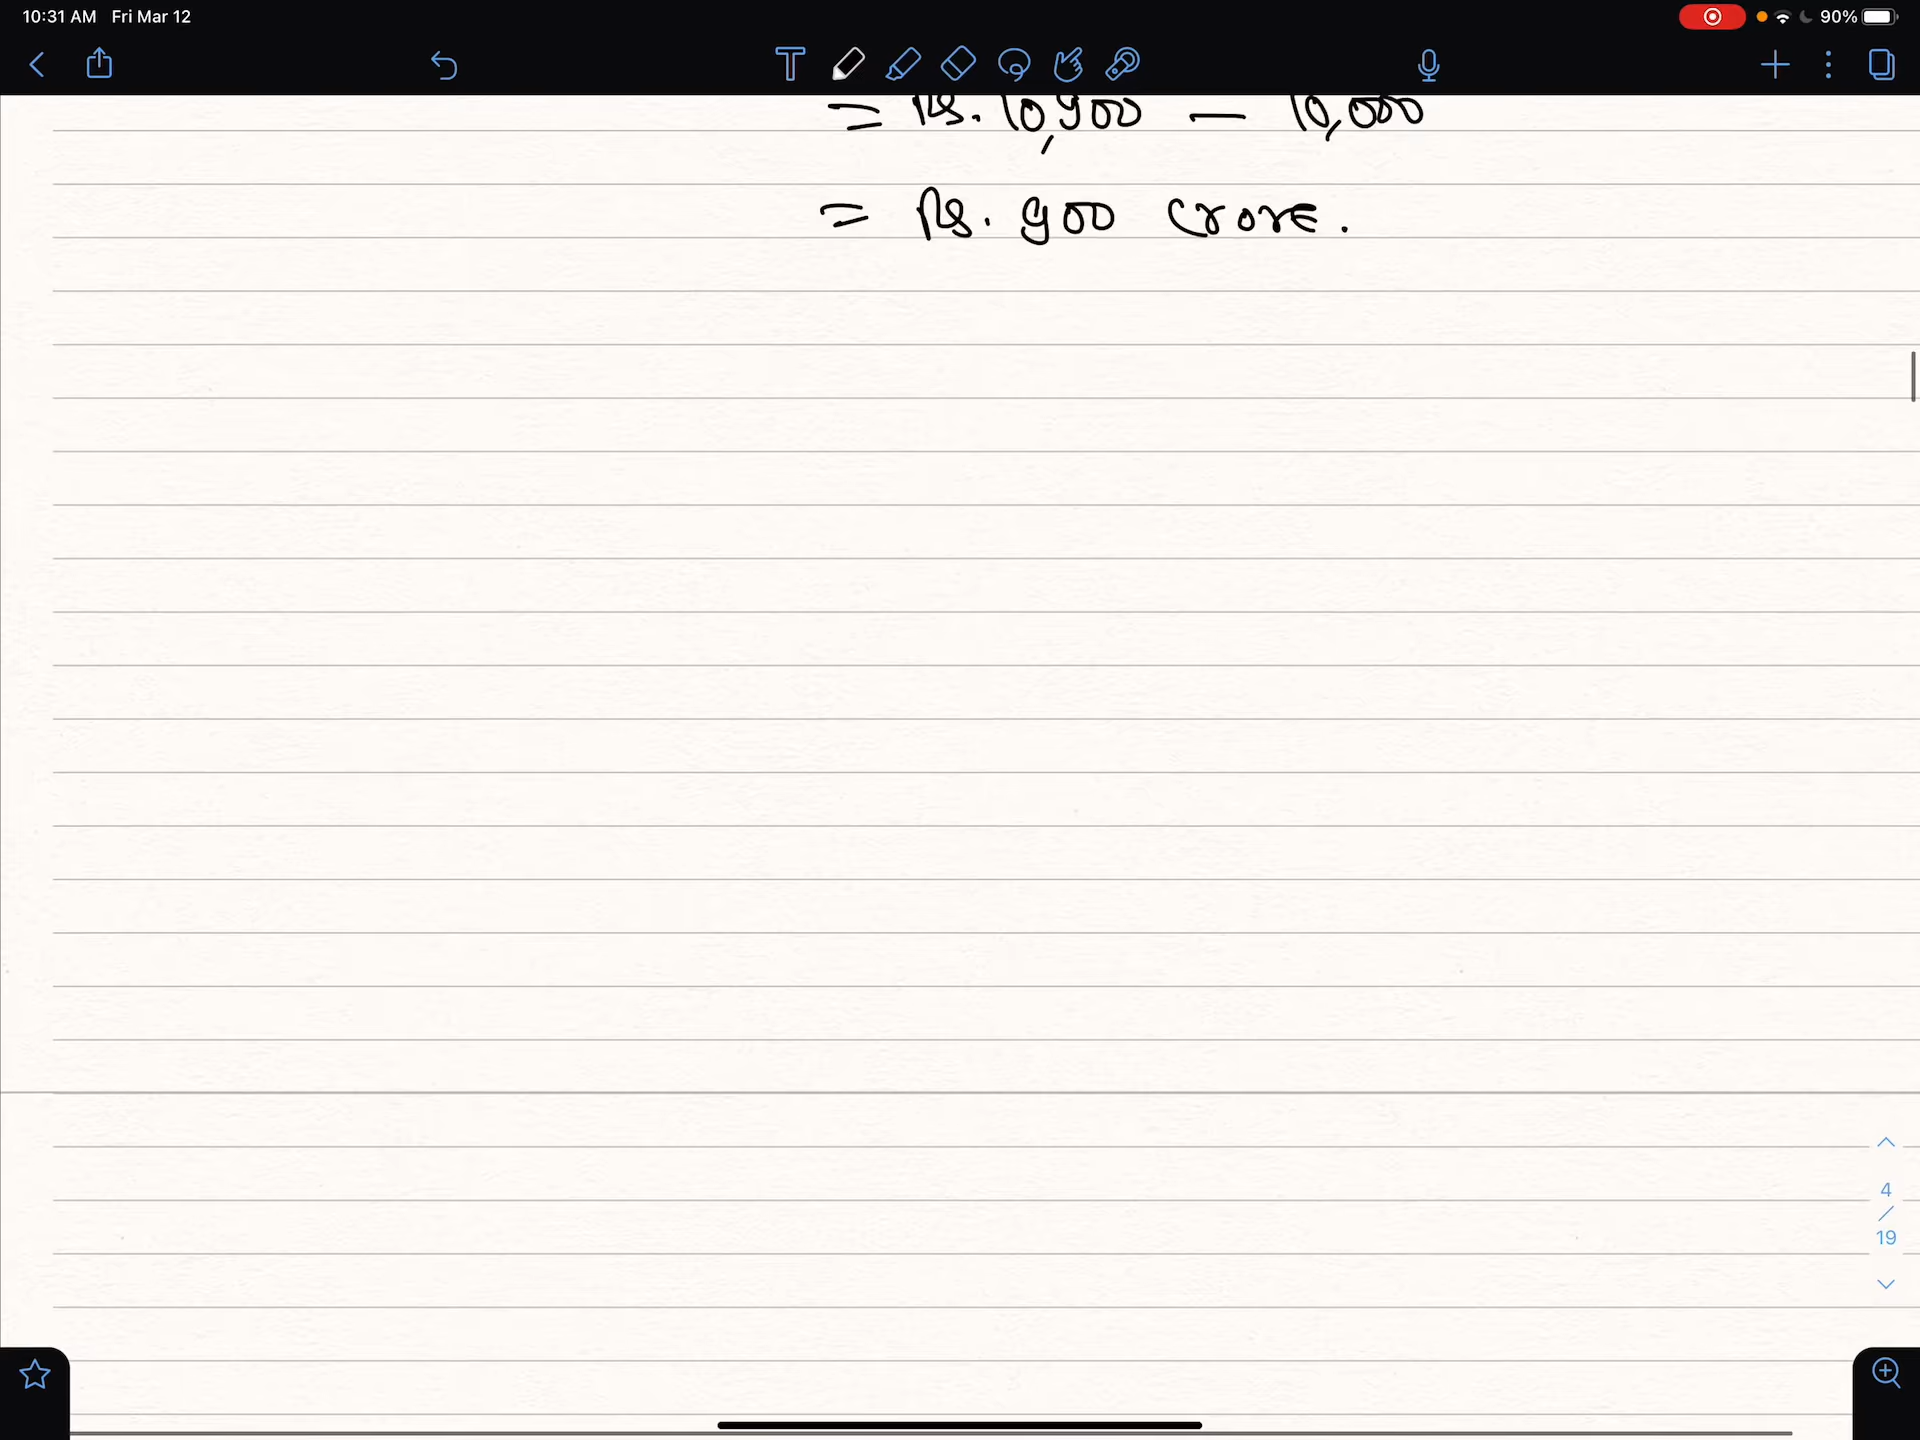 10:31 AM Fri Mar 12
90%
= Rs. 10,900 — 10,000
= Rs. 900 crore.
4
/
19